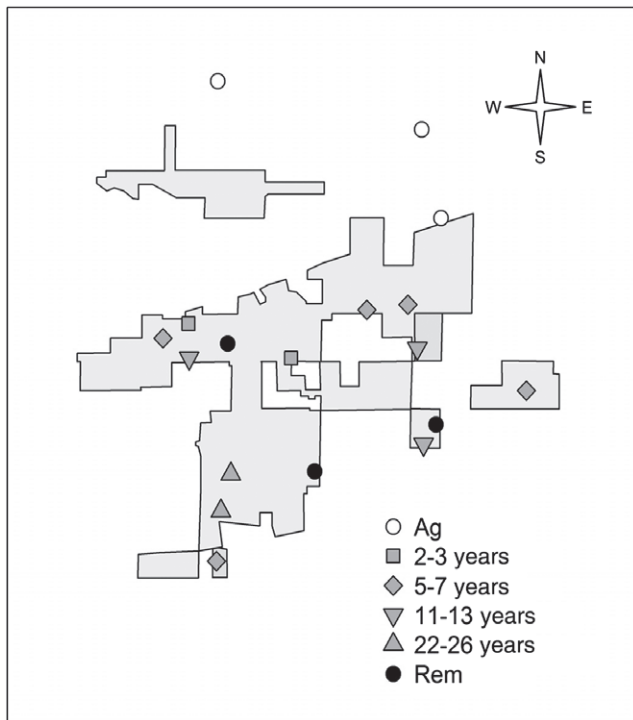 N
W E
S
Ag
2-3 years
5-7 years
11-13 years
22-26 years
Rem